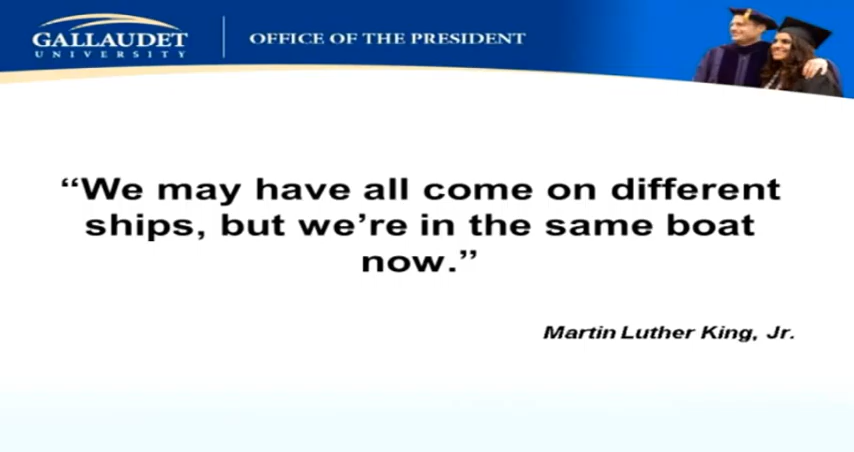 GALLAUDET
UNIVERSITY
OFFICE OF THE PRESIDENT
“We may have all come on different
ships, but we’re in the same boat
now.”
Martin Luther King, Jr.